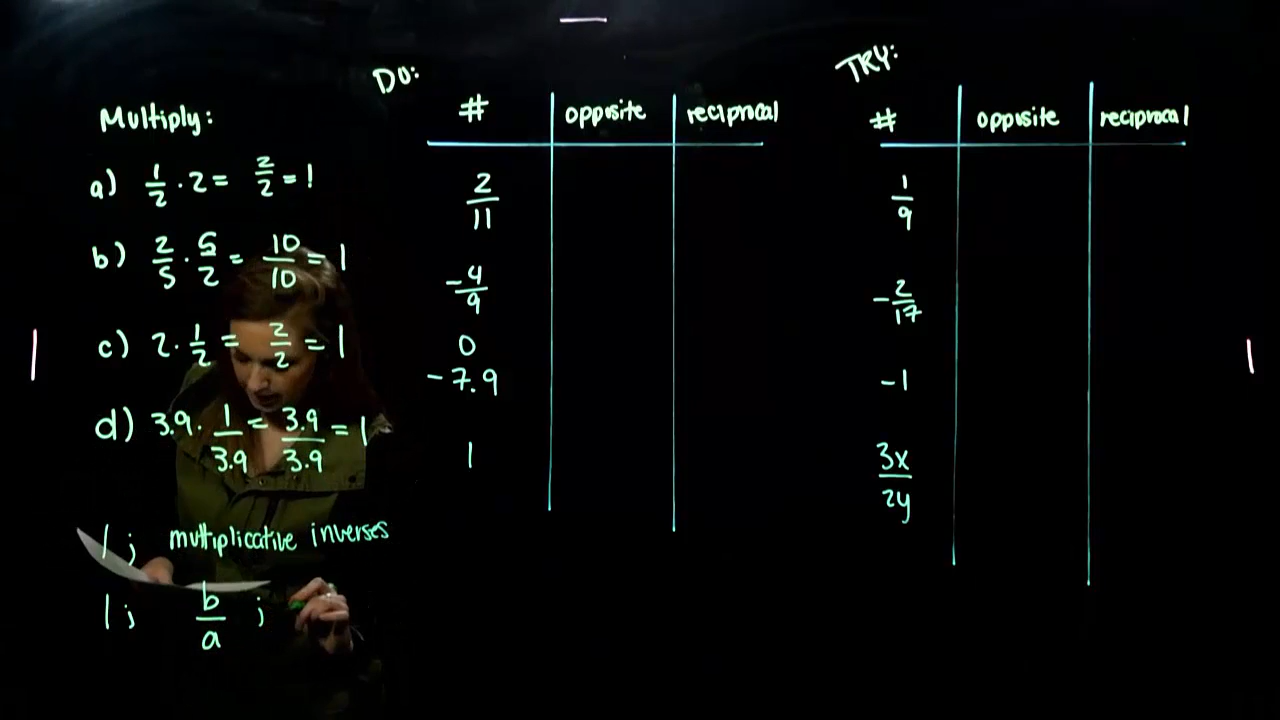 Multiply:
a) 1/2 · 2 = 2/2 = 1
b) 2/5 · 5/2 = 10/10 = 1
c) 2 · 1/2 = 2/2 = 1
d) 3.9 · 1/3.9 = 3.9/3.9 = 1
1 ; multiplicative inverses
1 ; b/a ;
DO:
# opposite reciprocal
2/11
-4/9
0
-7.9
1
TRY:
# opposite reciprocal
1/9
-2/17
-1
3x/2y